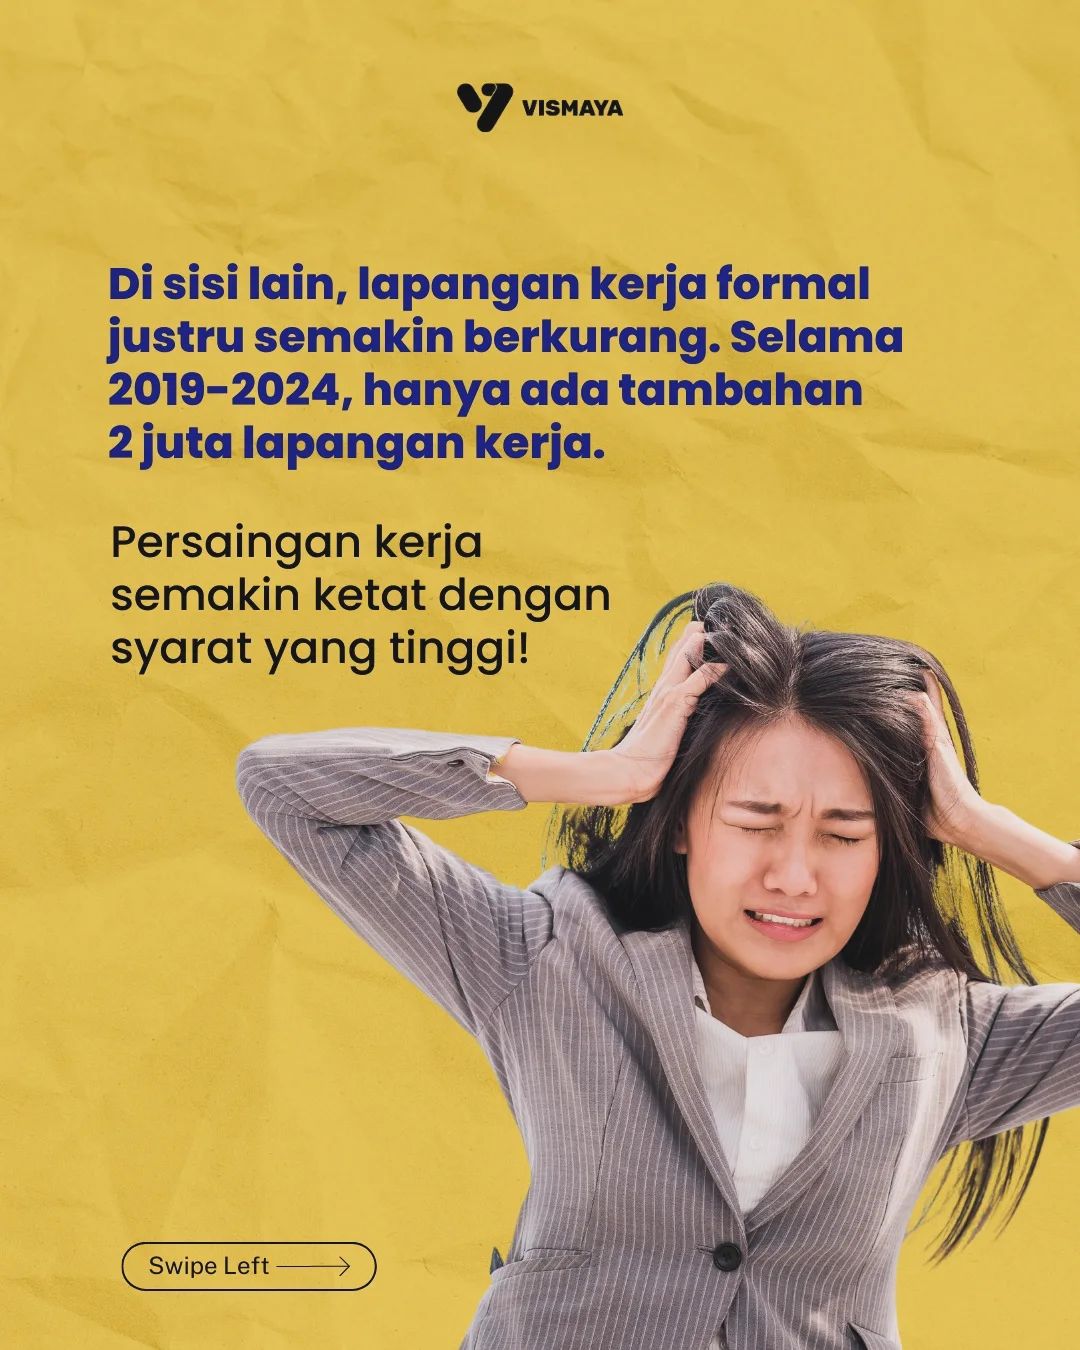 VISMAYA
Di sisi lain, lapangan kerja formal
justru semakin berkurang. Selama
2019-2024, hanya ada tambahan
2 juta lapangan kerja.
Persaingan kerja
semakin ketat dengan
syarat yang tinggi!
Swipe Left